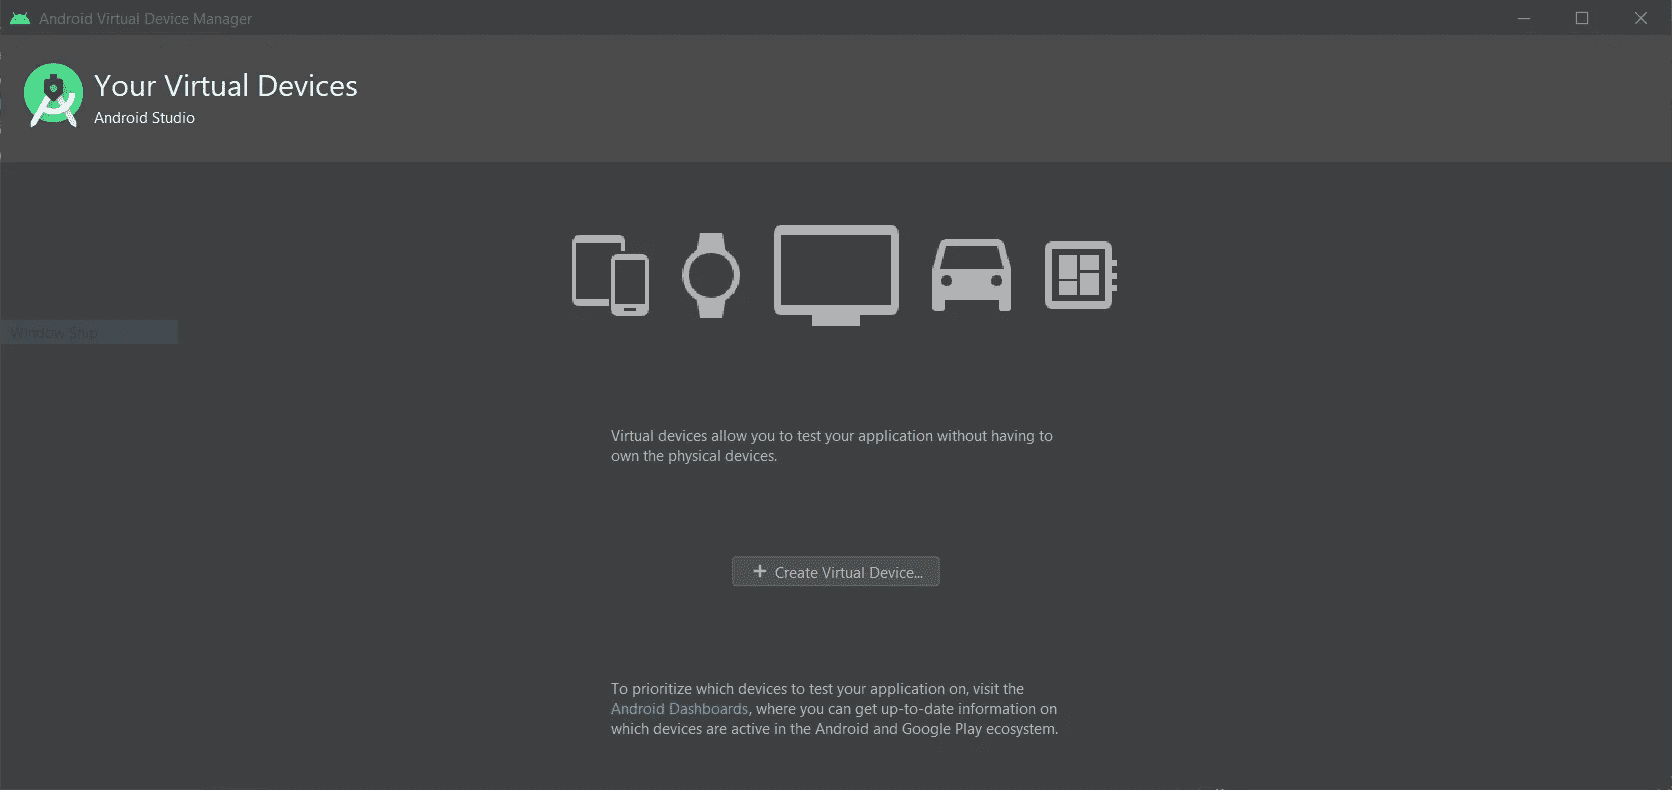 Android Virtual Device Manager
Your Virtual Devices
Android Studio
Window Snip
Virtual devices allow you to test your application without having to
own the physical devices.
Create Virtual Device...
To prioritize which devices to test your application on, visit the
Android Dashboards, where you can get up-to-date information on
which devices are active in the Android and Google Play ecosystem.